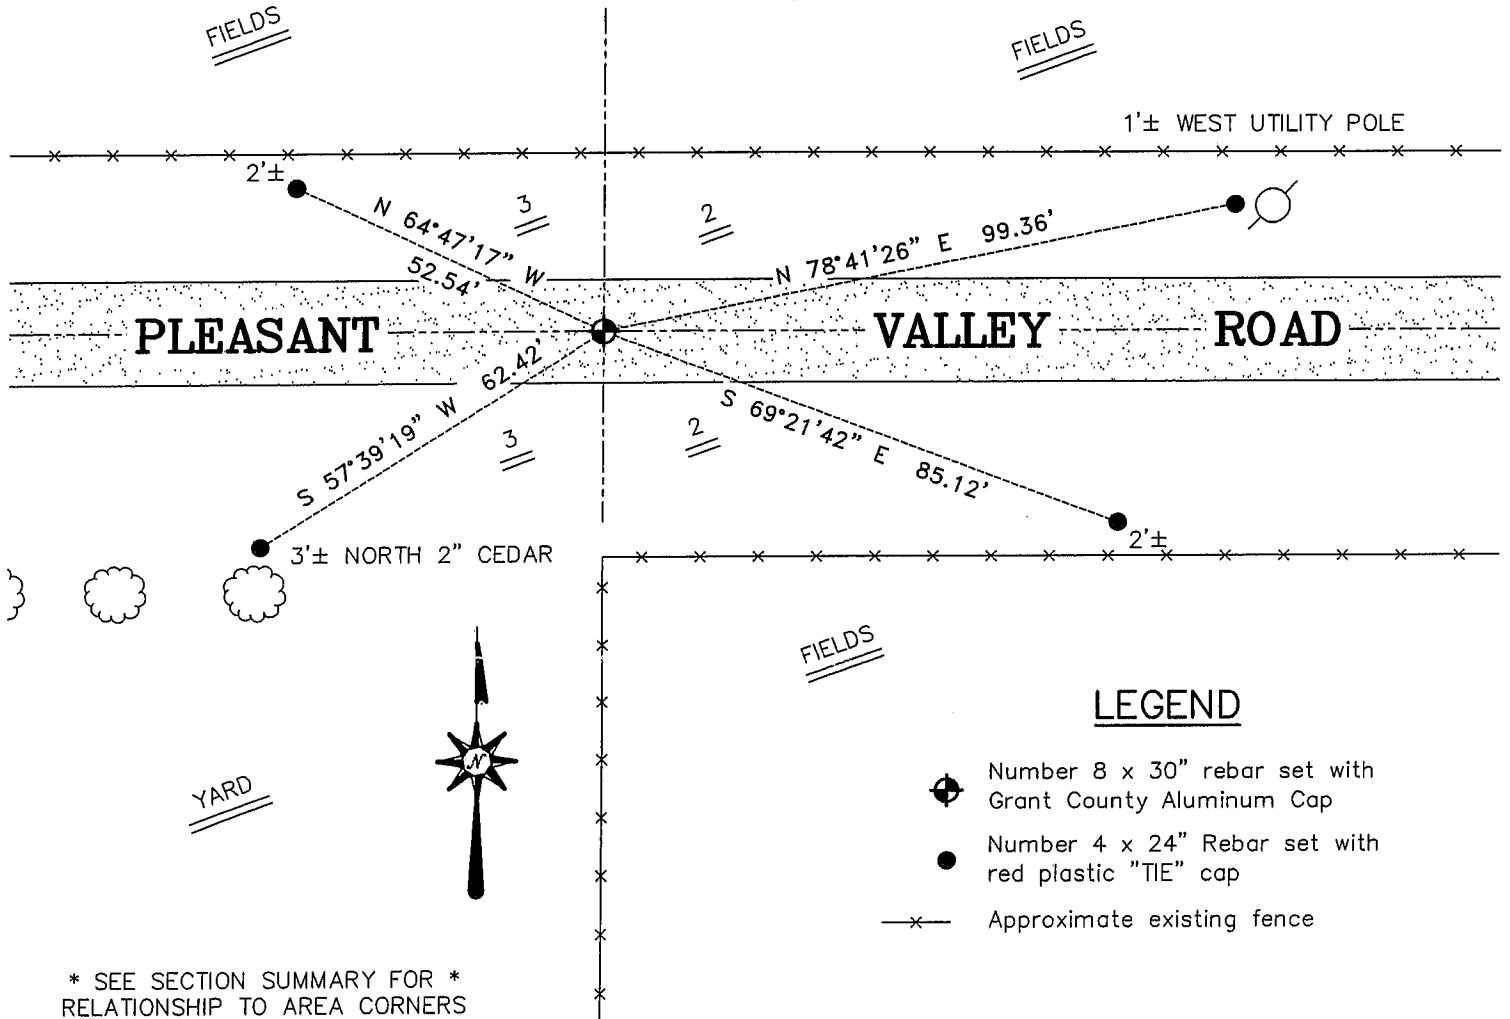 FIELDS
FIELDS
1'± WEST UTILITY POLE
2'±
3
2
N 64°47'17" W
52.54'
N 78°41'26" E 99.36'
PLEASANT VALLEY ROAD
S 57°39'19" W 62.42'
S 69°21'42" E 85.12'
3
2
3'± NORTH 2" CEDAR
2'±
FIELDS
N
YARD
LEGEND
Number 8 x 30" rebar set with
Grant County Aluminum Cap
Number 4 x 24" Rebar set with
red plastic "TIE" cap
Approximate existing fence
* SEE SECTION SUMMARY FOR *
RELATIONSHIP TO AREA CORNERS